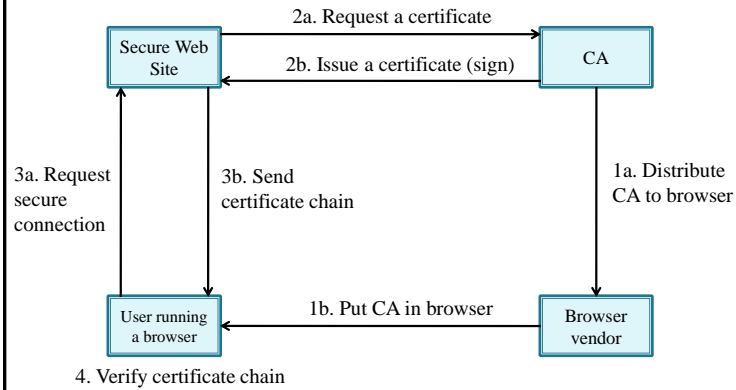 2a. Request a certificate
Secure Web
Site
CA
2b. Issue a certificate (sign)
3a. Request
secure
connection
3b. Send
certificate chain
1a. Distribute
CA to browser
User running
a browser
1b. Put CA in browser
Browser
vendor
4. Verify certificate chain